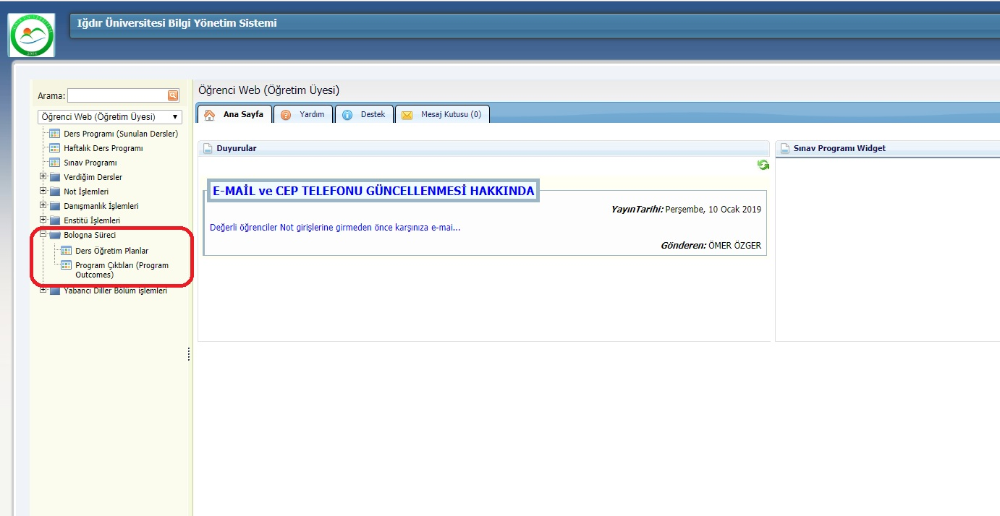 Iğdır Üniversitesi Bilgi Yönetim Sistemi
2008
Arama:
Öğrenci Web (Öğretim Üyesi)
Ders Programı (Sunulan Dersler)
Haftalık Ders Programı
Sınav Programı
Verdiğim Dersler
Not İşlemleri
Danışmanlık İşlemleri
Enstitü İşlemleri
Bologna Süreci
Ders Öğretim Planlar
Program Çıktıları (Program
Outcomes)
Yabancı Diller Bölüm işlemleri
Öğrenci Web (Öğretim Üyesi)
Ana Sayfa
Yardım
Destek
Mesaj Kutusu (0)
Duyurular
E-MAİL ve CEP TELEFONU GÜNCELLENMESİ HAKKINDA
YayınTarihi: Perşembe, 10 Ocak 2019
Değerli öğrenciler Not girişlerine girmeden önce karşınıza e-mai...
Gönderen: ÖMER ÖZGER
Sınav Programı Widget